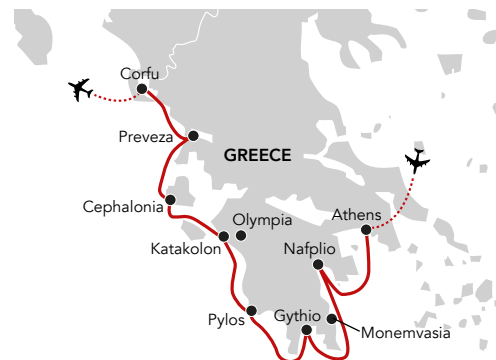 Corfu
Preveza
GREECE
Cephalonia
Olympia
Athens
Katakolon
Nafplio
Pylos
Gythio
Monemvasia